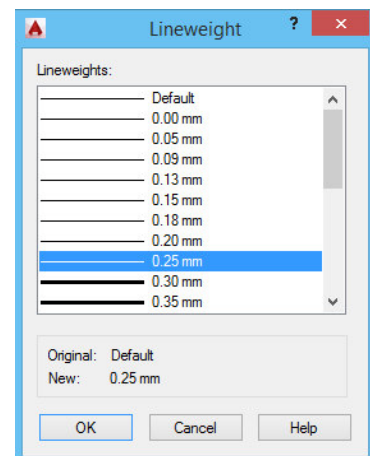 Lineweight
?
Lineweights:
Default
0.00 mm
0.05 mm
0.09 mm
0.13 mm
0.15 mm
0.18 mm
0.20 mm
0.25 mm
0.30 mm
0.35 mm
Original: Default
New: 0.25 mm
OK Cancel Help